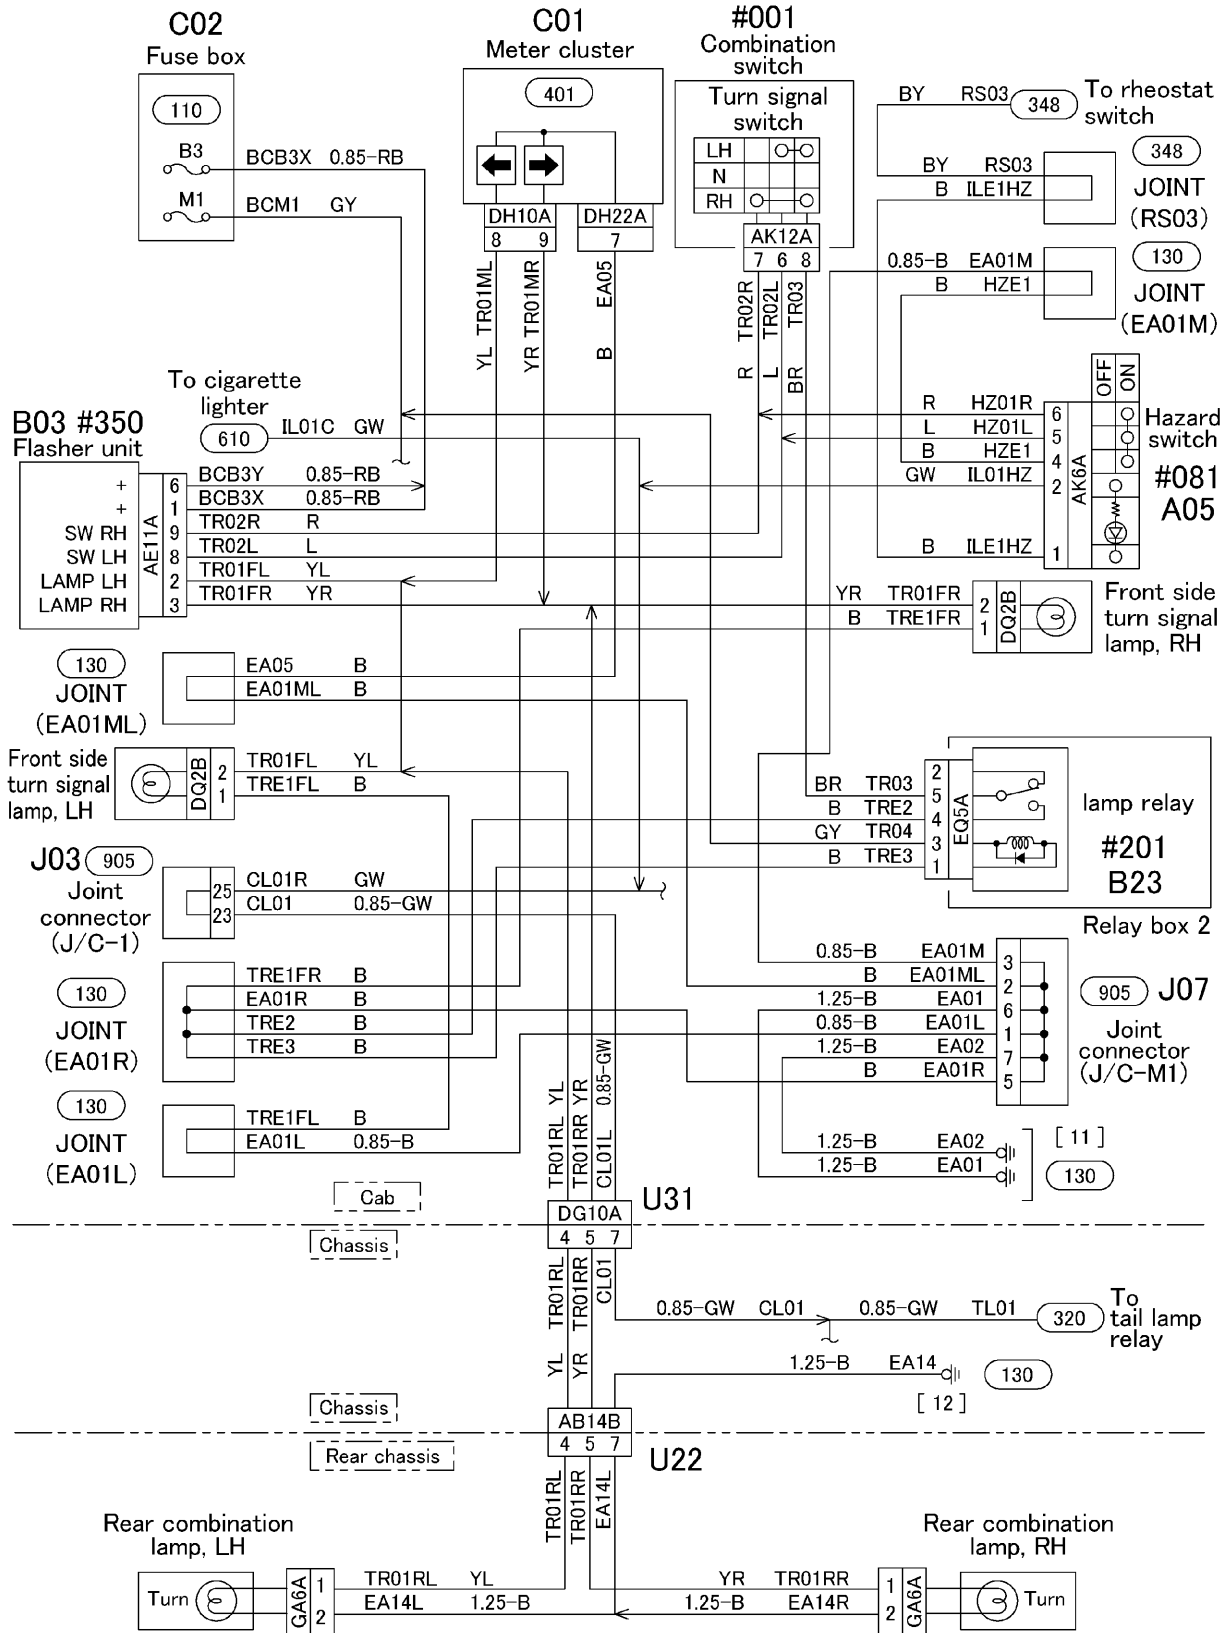 C02
Fuse box
110
B3
M1
BCB3X 0.85-RB
BCM1 GY
C01
Meter cluster
401
DH10A
8 9
DH22A
7
YL TR01ML
YR TR01MR
B EA05
#001
Combination
switch
Turn signal
switch
LH
N
RH
AK12A
7 6 8
R TR02R
L TR02L
BR TR03
BY RS03
348
To rheostat
switch
BY RS03
B ILE1HZ
348
JOINT
(RS03)
0.85-B EA01M
B HZE1
130
JOINT
(EA01M)
OFF
ON
R HZ01R 6
L HZ01L 5
B HZE1 4
GW IL01HZ 2
B ILE1HZ 1
AK6A
Hazard
switch
#081
A05
To cigarette
lighter
610
IL01C GW
B03 #350
Flasher unit
+ 6 BCB3Y 0.85-RB
+ 1 BCB3X 0.85-RB
SW RH 9 TR02R R
SW LH 8 TR02L L
LAMP LH 2 TR01FL YL
LAMP RH 3 TR01FR YR
AE11A
YR TR01FR 2
B TRE1FR 1
DQ2B
Front side
turn signal
lamp, RH
130
JOINT
(EA01ML)
EA05 B
EA01ML B
Front side
turn signal
lamp, LH
DQ2B
2 TR01FL YL
1 TRE1FL B
BR TR03
B TRE2
GY TR04
B TRE3
2
5
4
3
1
EQ5A
lamp relay
#201
B23
Relay box 2
J03 905
Joint
connector
(J/C-1)
25 CL01R GW
23 CL01 0.85-GW
130
JOINT
(EA01R)
TRE1FR B
EA01R B
TRE2 B
TRE3 B
0.85-B EA01M 3
B EA01ML 2
1.25-B EA01 6
0.85-B EA01L 1
1.25-B EA02 7
B EA01R 5
905 J07
Joint
connector
(J/C-M1)
130
JOINT
(EA01L)
TRE1FL B
EA01L 0.85-B
1.25-B EA02
1.25-B EA01
[11]
130
TR01RL YL
TR01RR YR
CL01L 0.85-GW
Cab
DG10A
U31
4 5 7
Chassis
YL TR01RL
YR TR01RR
CL01
0.85-GW CL01
0.85-GW TL01
320
To
tail lamp
relay
1.25-B EA14
130
[12]
Chassis
AB14B
4 5 7
U22
Rear chassis
TR01RL
TR01RR
EA14L
Rear combination
lamp, LH
Turn
GA6A
1 TR01RL YL
2 EA14L 1.25-B
Rear combination
lamp, RH
YR TR01RR 1
1.25-B EA14R 2
GA6A
Turn